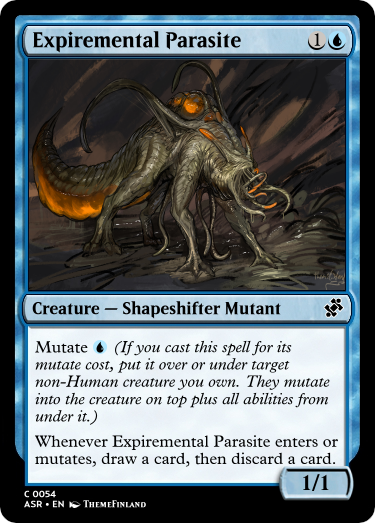 Expiremental Parasite 1
Creature — Shapeshifter Mutant
Mutate (If you cast this spell for its
mutate cost, put it over or under target
non-Human creature you own. They mutate
into the creature on top plus all abilities from
under it.)
Whenever Expiremental Parasite enters or
mutates, draw a card, then discard a card.
1/1
C 0054
ASR • EN ThemeFinland